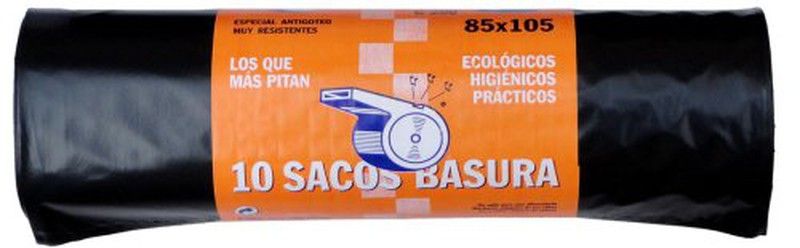 ESPECIAL ANTIGOTEO
MUY RESISTENTES
85x105
LOS QUE
MÁS PITAN
ECOLÓGICOS
HIGIÉNICOS
PRÁCTICOS
10 SACOS BASURA